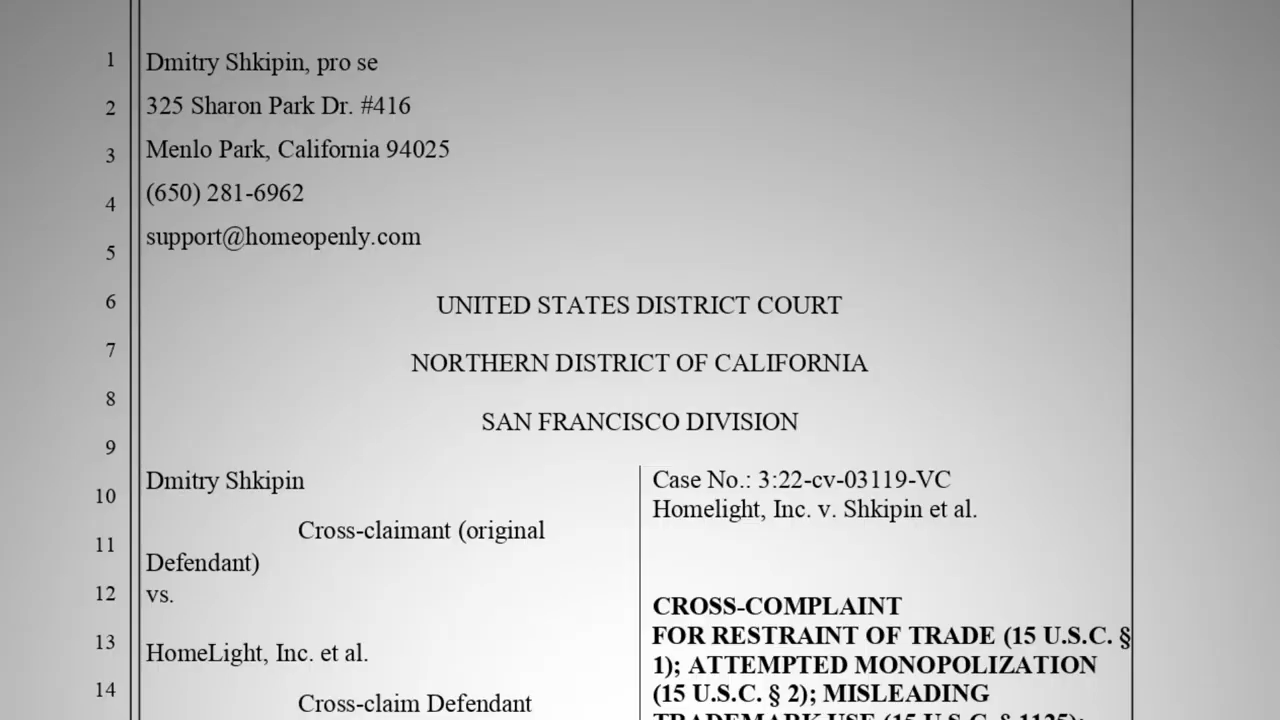 1 Dmitry Shkipin, pro se
2 325 Sharon Park Dr. #416
3 Menlo Park, California 94025
4 (650) 281-6962
5 support@homeopenly.com
6 UNITED STATES DISTRICT COURT
7 NORTHERN DISTRICT OF CALIFORNIA
8 SAN FRANCISCO DIVISION
9
10 Dmitry Shkipin
11 Cross-claimant (original
Defendant)
12 vs.
13 HomeLight, Inc. et al.
14 Cross-claim Defendant
Case No.: 3:22-cv-03119-VC
Homelight, Inc. v. Shkipin et al.
CROSS-COMPLAINT
FOR RESTRAINT OF TRADE (15 U.S.C. §
1); ATTEMPTED MONOPOLIZATION
(15 U.S.C. § 2); MISLEADING
TRADEMARK USE (15 U.S.C. § 1125);